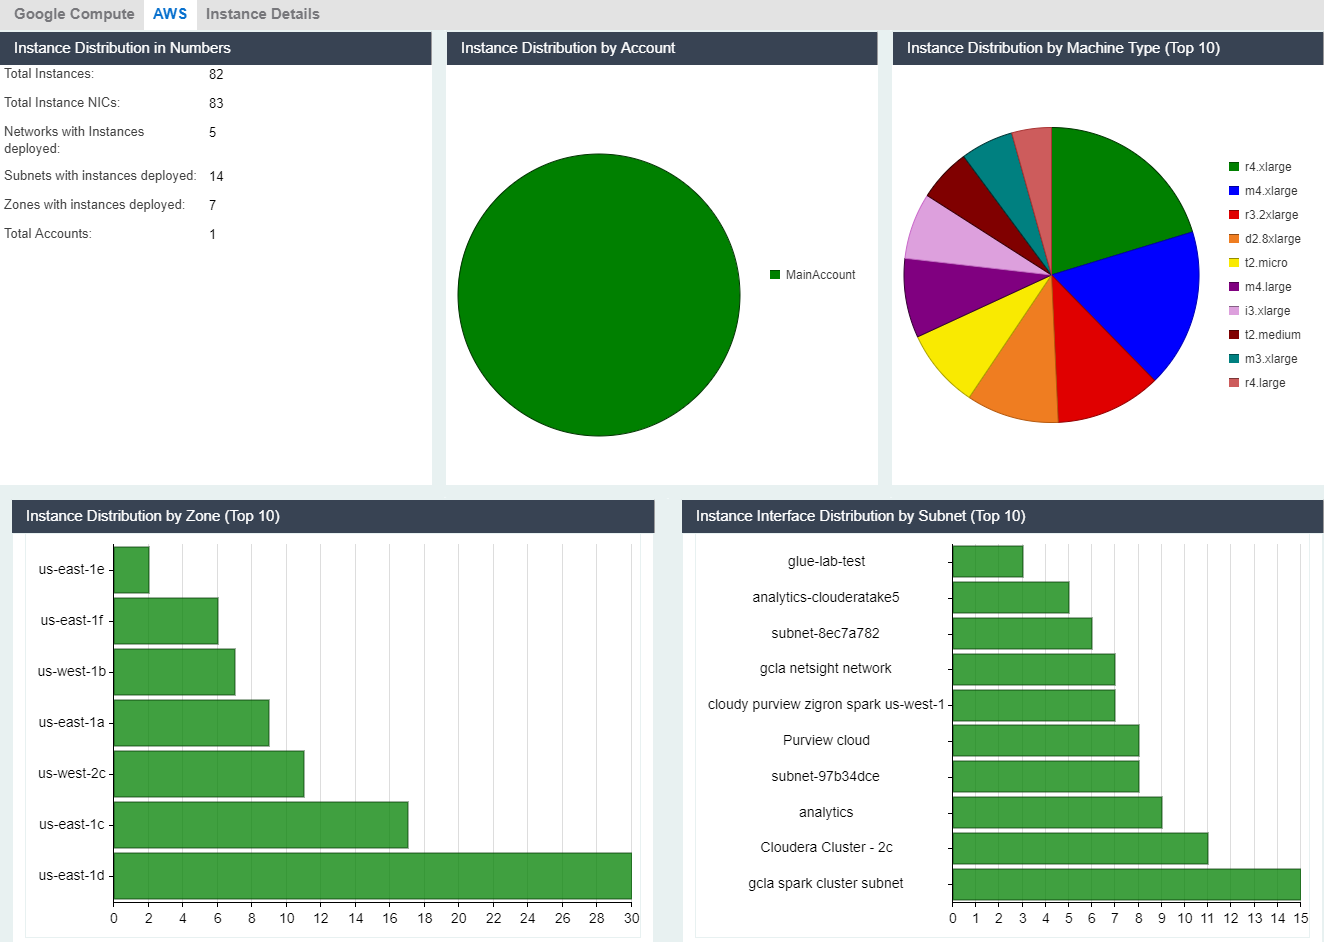 Google Compute AWS Instance Details
Instance Distribution in Numbers
Total Instances: 82
Total Instance NICs: 83
Networks with Instances
deployed: 5
Subnets with instances deployed: 14
Zones with instances deployed: 7
Total Accounts: 1
Instance Distribution by Account
MainAccount
Instance Distribution by Machine Type (Top 10)
r4.xlarge
m4.xlarge
r3.2xlarge
d2.8xlarge
t2.micro
m4.large
i3.xlarge
t2.medium
m3.xlarge
r4.large
Instance Distribution by Zone (Top 10)
us-east-1e
us-east-1f
us-west-1b
us-east-1a
us-west-2c
us-east-1c
us-east-1d
0 2 4 6 8 10 12 14 16 18 20 22 24 26 28 30
Instance Interface Distribution by Subnet (Top 10)
glue-lab-test
analytics-clouderatake5
subnet-8ec7a782
gcla netsight network
cloudy purview zigron spark us-west-1
Purview cloud
subnet-97b34dce
analytics
Cloudera Cluster - 2c
gcla spark cluster subnet
0 1 2 3 4 5 6 7 8 9 10 11 12 13 14 15